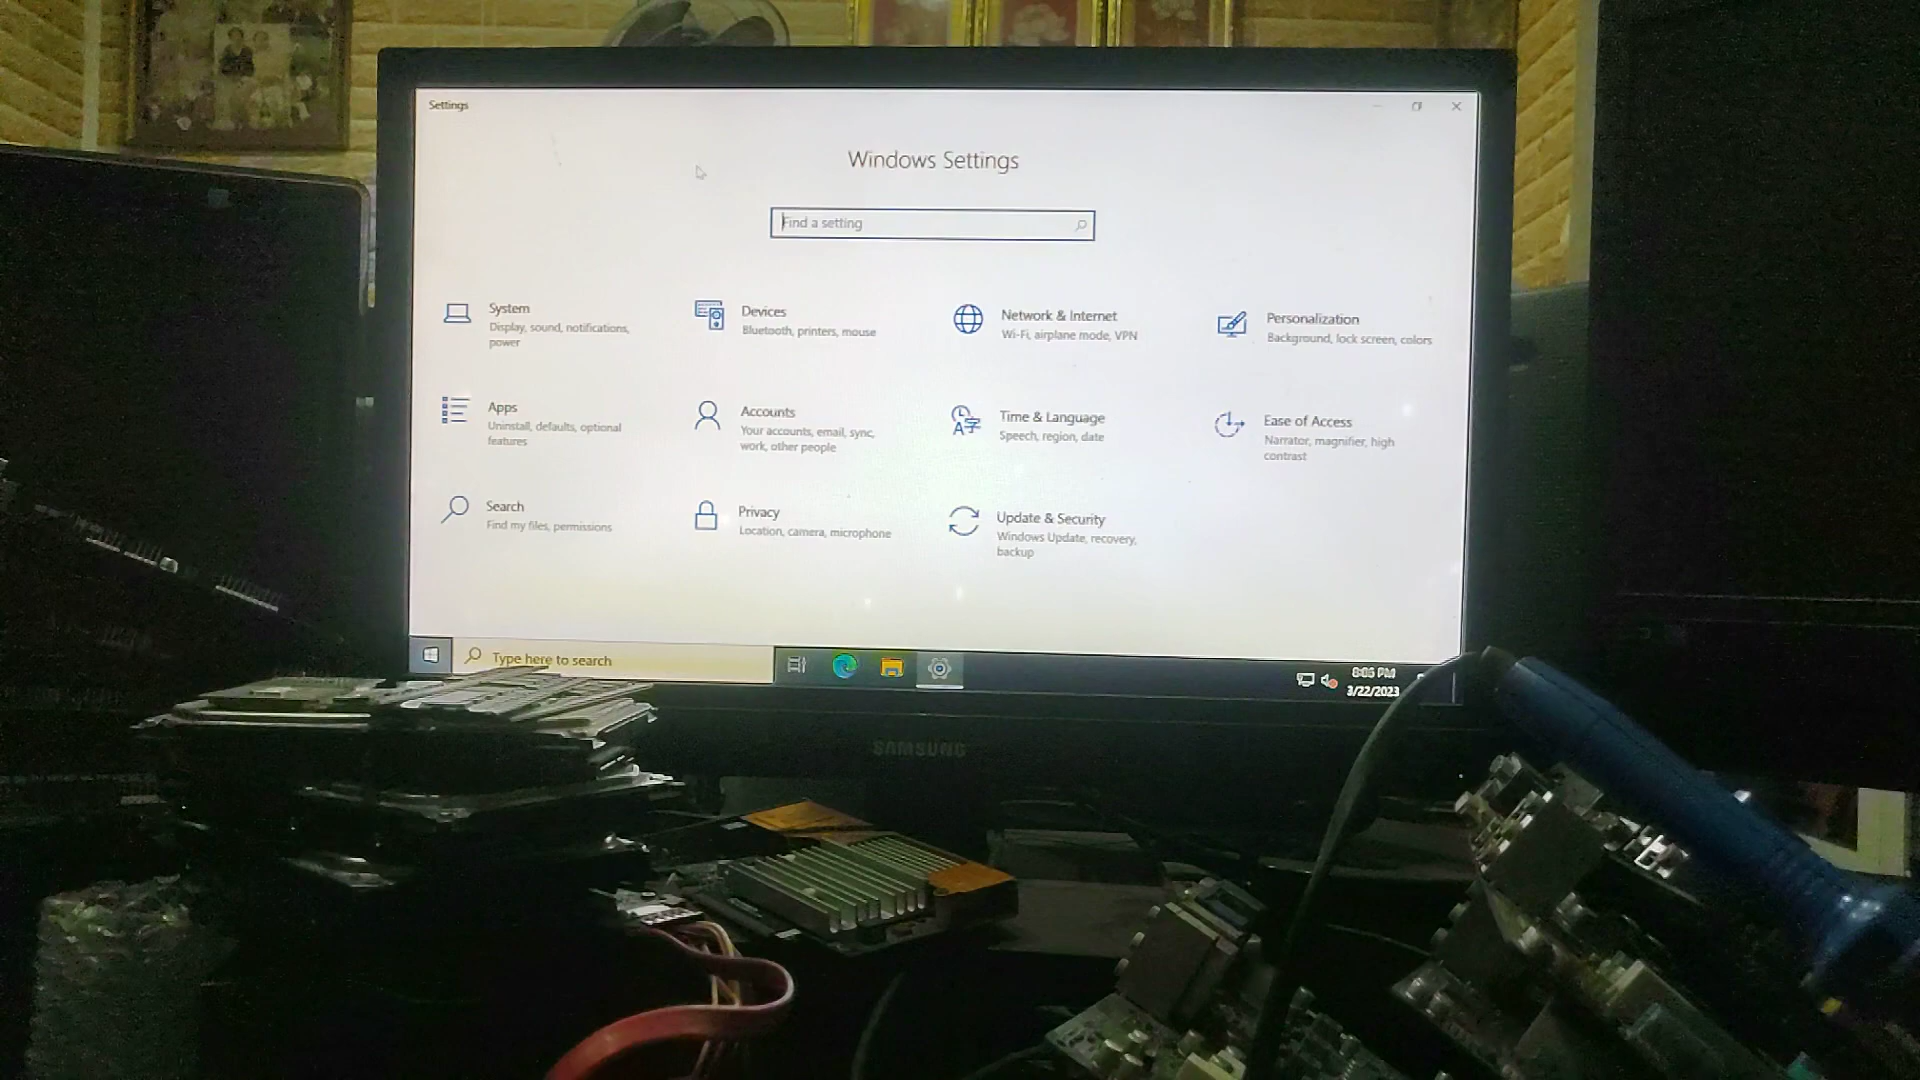 Settings
Windows Settings
Find a setting
System
Display, sound, notifications,
power
Devices
Bluetooth, printers, mouse
Network & Internet
Wi-Fi, airplane mode, VPN
Personalization
Background, lock screen, colors
Apps
Uninstall, defaults, optional
features
Accounts
Your accounts, email, sync,
work, other people
Time & Language
Speech, region, date
Ease of Access
Narrator, magnifier, high
contrast
Search
Find my files, permissions
Privacy
Location, camera, microphone
Update & Security
Windows Update, recovery,
backup
Type here to search
8:05 PM
3/22/2023
SAMSUNG